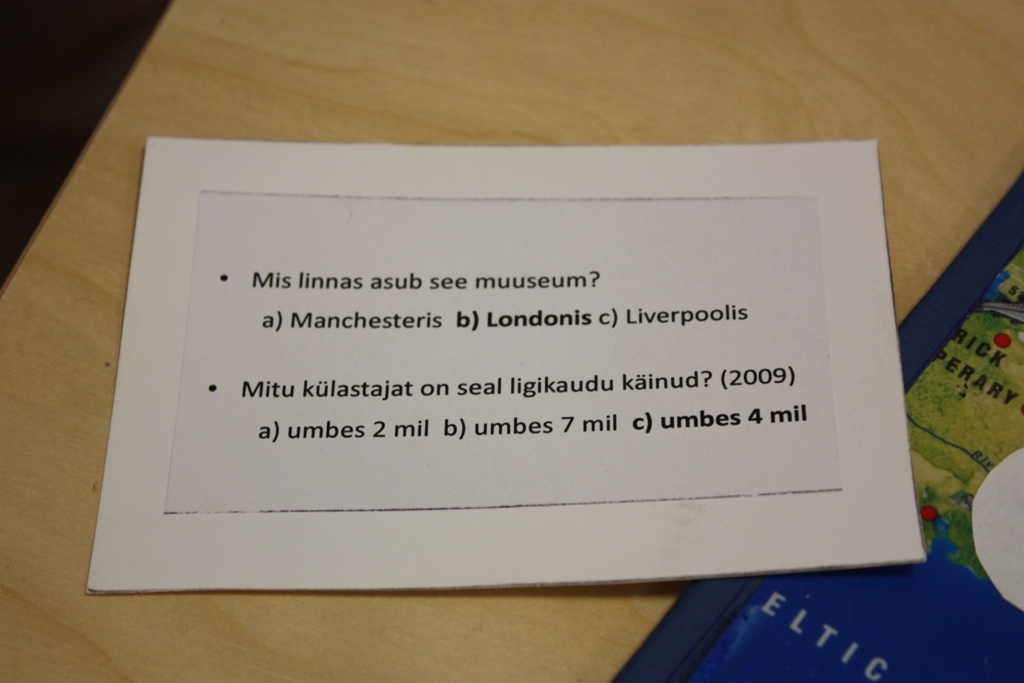 • Mis linnas asub see muuseum?
a) Manchesteris b) Londonis c) Liverpoolis
• Mitu külastajat on seal ligikaudu käinud? (2009)
a) umbes 2 mil b) umbes 7 mil c) umbes 4 mil
RICK
PERARY
ELTIC